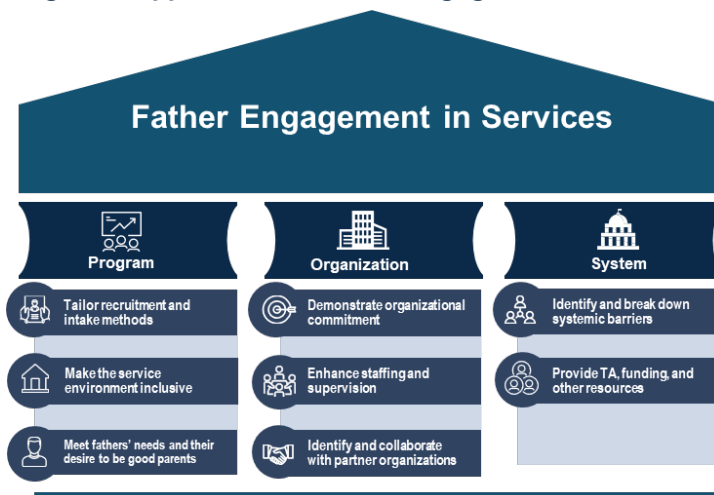 Father Engagement in Services
Program
Tailor recruitment and
intake methods
Make the service
environment inclusive
Meet fathers' needs and their
desire to be good parents
Organization
Demonstrate organizational
commitment
Enhance staffing and
supervision
Identify and collaborate
with partner organizations
System
Identify and break down
systemic barriers
Provide TA, funding, and
other resources